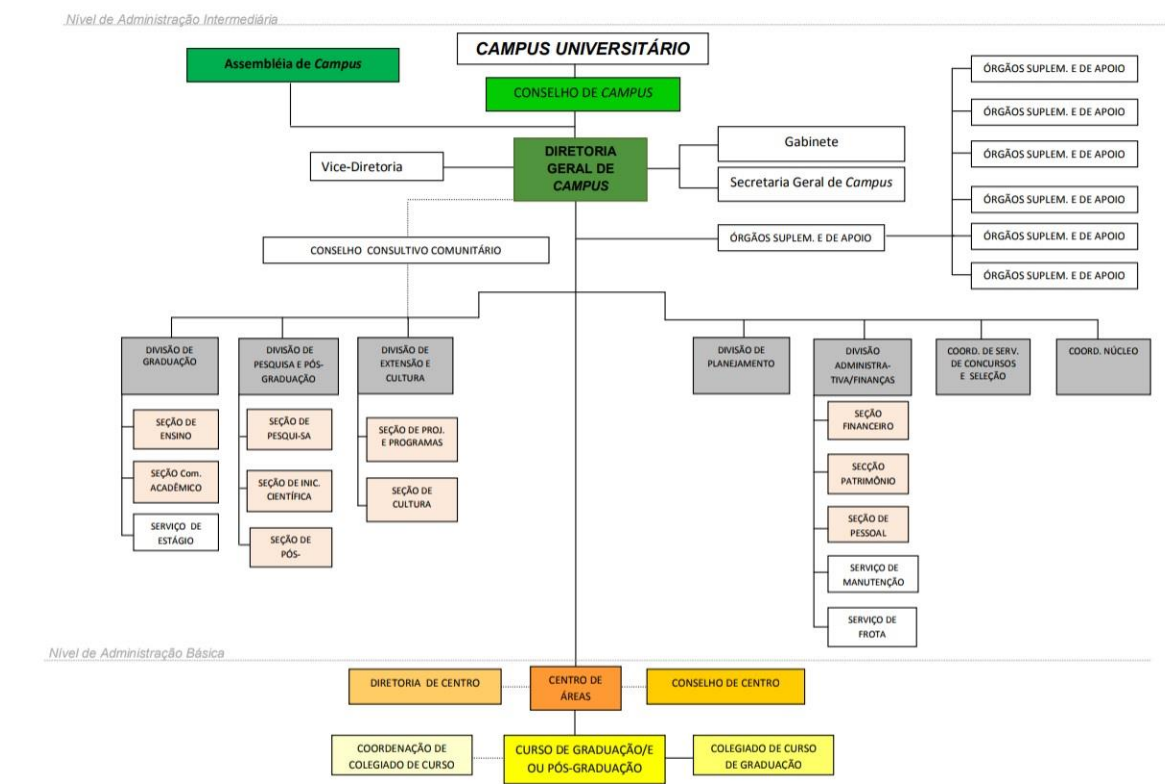 Nível de Administração Intermediária
CAMPUS UNIVERSITÁRIO
Assembléia de Campus
CONSELHO DE CAMPUS
DIRETORIA
GERAL DE
CAMPUS
Vice-Diretoria
Gabinete
Secretaria Geral de Campus
ÓRGÃOS SUPLEM. E DE APOIO
ÓRGÃOS SUPLEM. E DE APOIO
ÓRGÃOS SUPLEM. E DE APOIO
ÓRGÃOS SUPLEM. E DE APOIO
ÓRGÃOS SUPLEM. E DE APOIO
ÓRGÃOS SUPLEM. E DE APOIO
ÓRGÃOS SUPLEM. E DE APOIO
CONSELHO CONSULTIVO COMUNITÁRIO
DIVISÃO DE
GRADUAÇÃO
SEÇÃO DE
ENSINO
SEÇÃO Com.
ACADÊMICO
SERVIÇO DE
ESTÁGIO
DIVISÃO DE
PESQUISA E PÓS-
GRADUAÇÃO
SEÇÃO DE
PESQUI-SA
SEÇÃO DE INIC.
CIENTÍFICA
SEÇÃO DE
PÓS-
DIVISÃO DE
EXTENSÃO E
CULTURA
SEÇÃO DE PROJ.
E PROGRAMAS
SEÇÃO DE
CULTURA
DIVISÃO DE
PLANEJAMENTO
DIVISÃO
ADMINISTRA-
TIVA/FINANÇAS
SEÇÃO
FINANCEIRO
SECÇÃO
PATRIMÔNIO
SEÇÃO DE
PESSOAL
SERVIÇO DE
MANUTENÇÃO
SERVIÇO DE
FROTA
COORD. DE SERV.
DE CONCURSOS
E SELEÇÃO
COORD. NÚCLEO
Nível de Administração Básica
DIRETORIA DE CENTRO
CENTRO DE
ÁREAS
CONSELHO DE CENTRO
COORDENAÇÃO DE
COLEGIADO DE CURSO
CURSO DE GRADUAÇÃO/E
OU PÓS-GRADUAÇÃO
COLEGIADO DE CURSO
DE GRADUAÇÃO